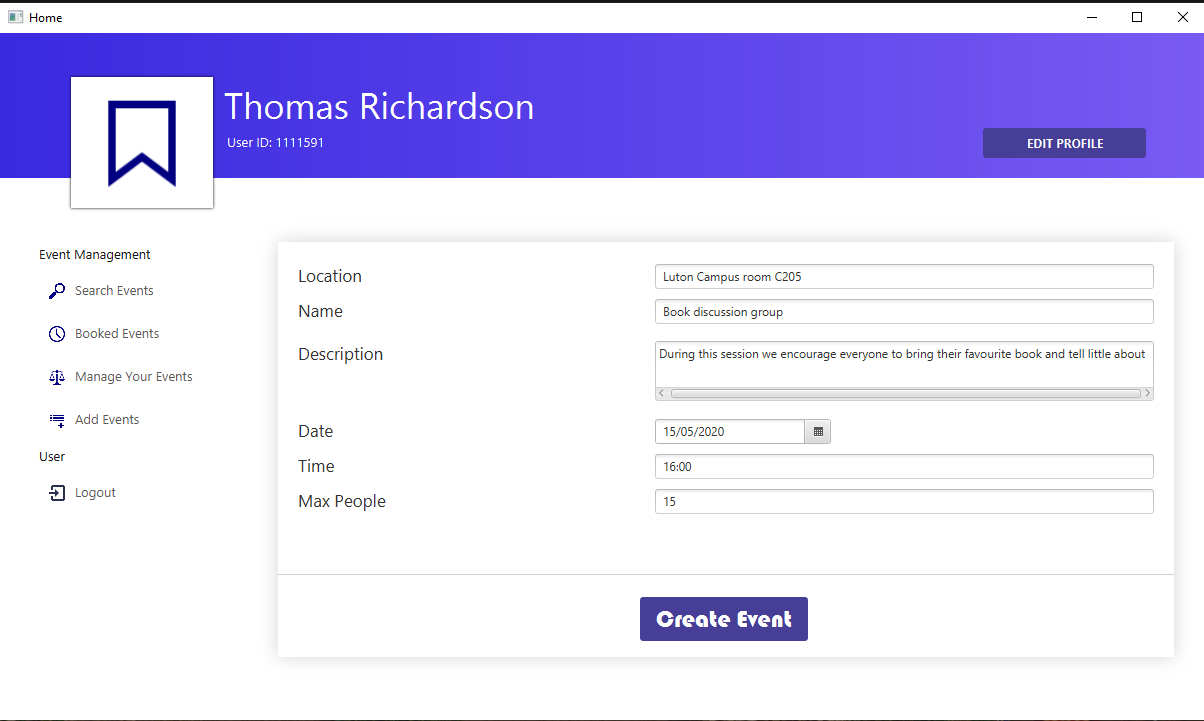 Home
Thomas Richardson
User ID: 1111591
EDIT PROFILE
Event Management
Search Events
Booked Events
Manage Your Events
Add Events
User
Logout
Location
Luton Campus room C205
Name
Book discussion group
Description
During this session we encourage everyone to bring their favourite book and tell little about
Date
15/05/2020
Time
16:00
Max People
15
Create Event